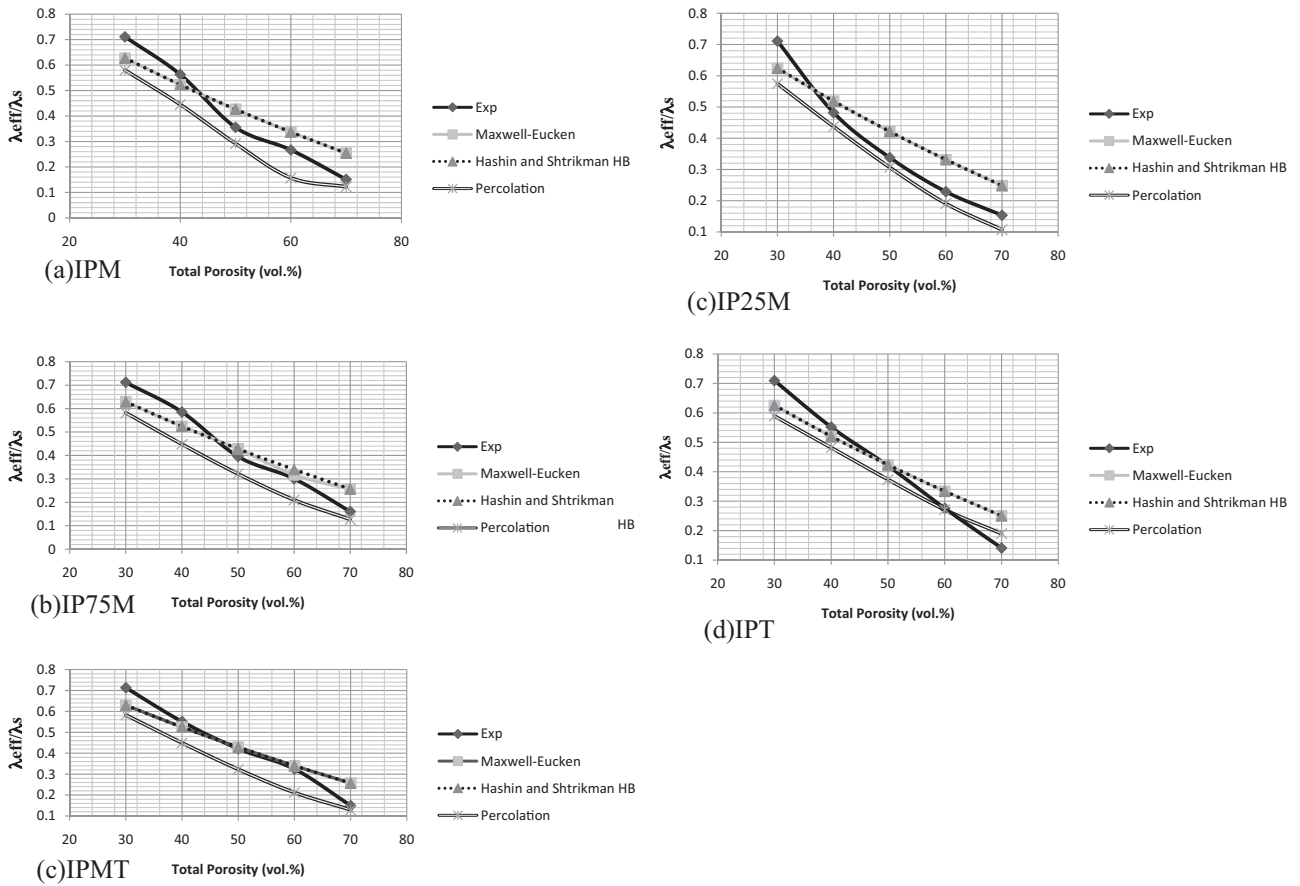 0.8
0.7
0.6
0.5
0.4
0.3
0.2
0.1
0
λeff/λs
20 40 60 80
Total Porosity (vol.%)
Exp
Maxwell-Eucken
Hashin and Shtrikman HB
Percolation
(a)IPM
0.8
0.7
0.6
0.5
0.4
0.3
0.2
0.1
λeff/λs
20 30 40 50 60 70 80
Total Porosity (vol.%)
Exp
Maxwell-Eucken
Hashin and Shtrikman HB
Percolation
(c)IP25M
0.8
0.7
0.6
0.5
0.4
0.3
0.2
0.1
0
λeff/λs
20 30 40 50 60 70 80
Total Porosity (vol.%)
Exp
Maxwell-Eucken
Hashin and Shtrikman
Percolation HB
(b)IP75M
0.8
0.7
0.6
0.5
0.4
0.3
0.2
0.1
λeff/λs
20 30 40 50 60 70 80
Total Porosity (vol.%)
Exp
Maxwell-Eucken
Hashin and Shtrikman HB
Percolation
(d)IPT
0.8
0.7
0.6
0.5
0.4
0.3
0.2
0.1
λeff/λs
20 30 40 50 60 70 80
Total Porosity (vol.%)
Exp
Maxwell-Eucken
Hashin and Shtrikman HB
Percolation
(c)IPMT